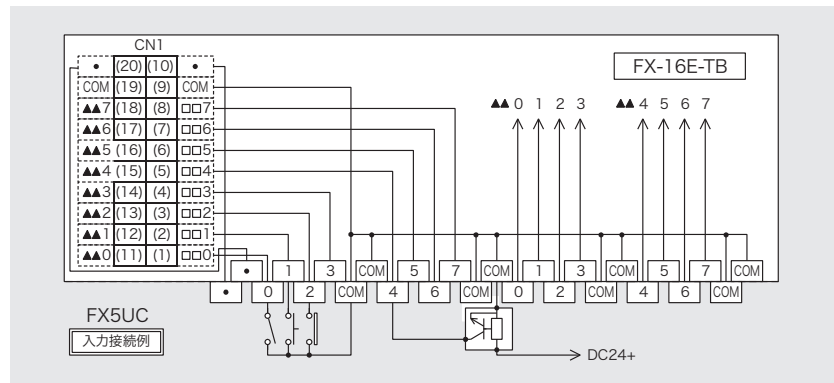 CN1
• (20) (10) •
COM (19) (9) COM
▲▲7 (18) (8) □□7
▲▲6 (17) (7) □□6
▲▲5 (16) (6) □□5
▲▲4 (15) (5) □□4
▲▲3 (14) (4) □□3
▲▲2 (13) (3) □□2
▲▲1 (12) (2) □□1
▲▲0 (11) (1) □□0
FX-16E-TB
▲▲ 0 1 2 3 ▲▲ 4 5 6 7
• 1 3 COM 5 7 COM 1 3 COM 5 7 COM
• 0 2 COM 4 6 COM 0 2 COM 4 6 COM
FX5UC
入力接続例
DC24+